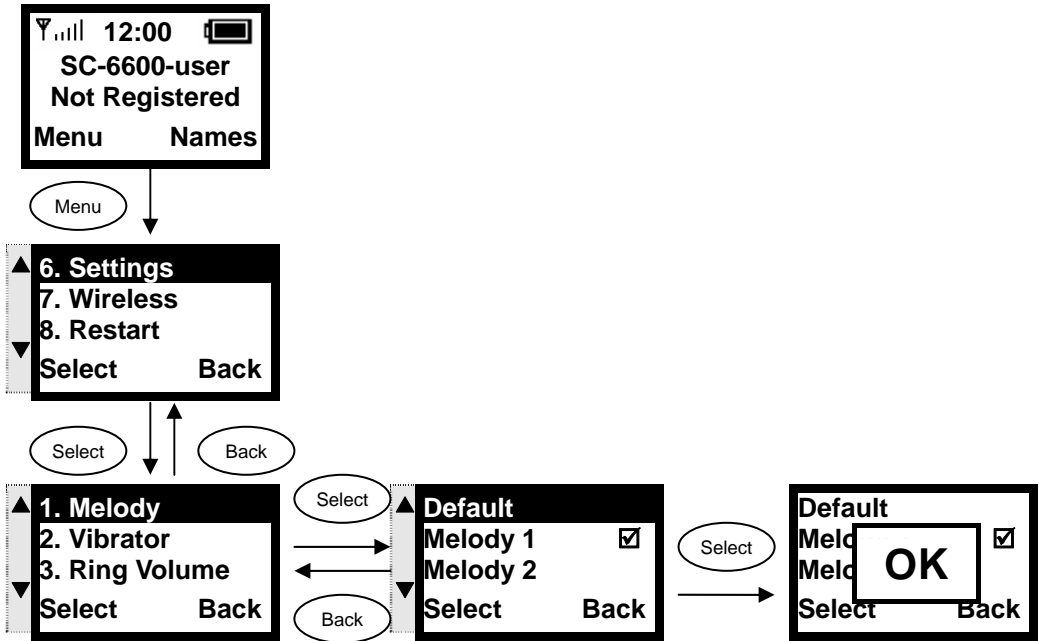 12:00
SC-6600-user
Not Registered
Menu Names
Menu
6. Settings
7. Wireless
8. Restart
Select Back
Select
Back
1. Melody
2. Vibrator
3. Ring Volume
Select Back
Select
Back
Default
Melody 1
Melody 2
Select Back
Select
Default
Melo
Melo
OK
Select Back